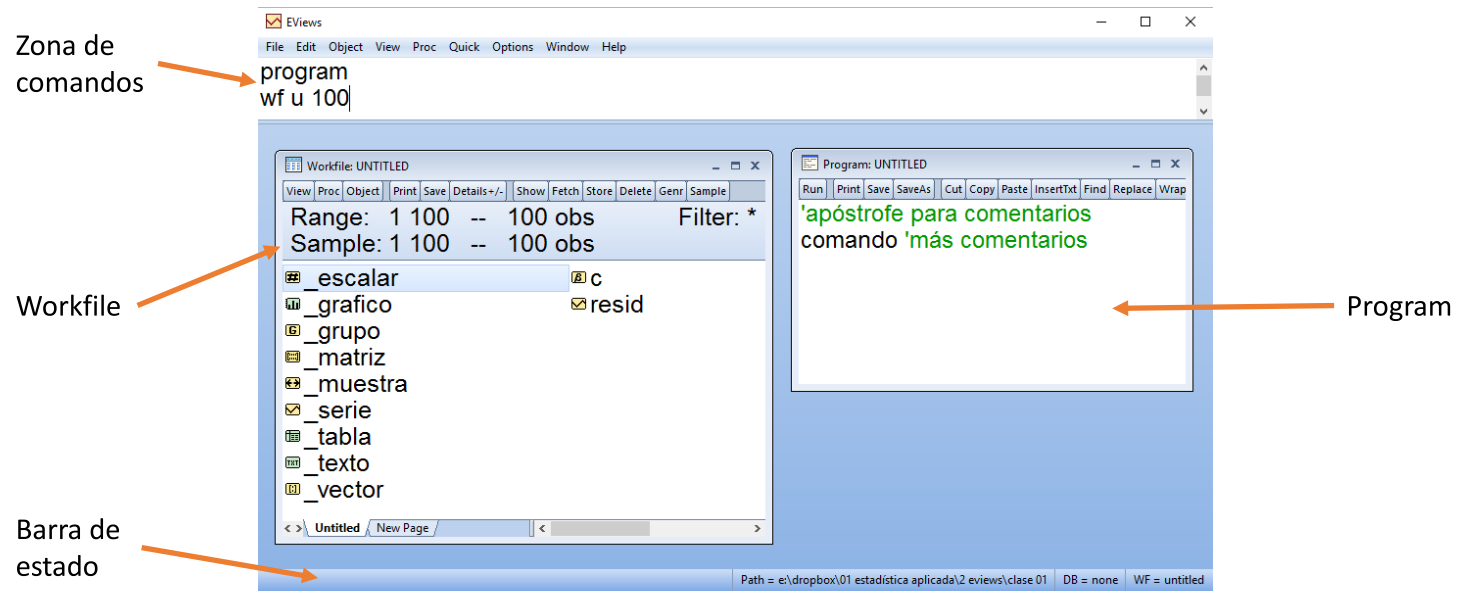 Zona de
comandos
Workfile
Barra de
estado
EViews
File Edit Object View Proc Quick Options Window Help
program
wf u 100
Workfile: UNTITLED
View Proc Object Print Save Details+/- Show Fetch Store Delete Genr Sample
Range: 1 100 -- 100 obs Filter: *
Sample: 1 100 -- 100 obs
_escalar
_grafico
_grupo
_matriz
_muestra
_serie
_tabla
_texto
_vector
c
resid
Untitled New Page
Program: UNTITLED
Run Print Save SaveAs Cut Copy Paste InsertTxt Find Replace Wrap
'apóstrofe para comentarios
comando 'más comentarios
Program
Path = e:\dropbox\01 estadística aplicada\2 eviews\clase 01 DB = none WF = untitled